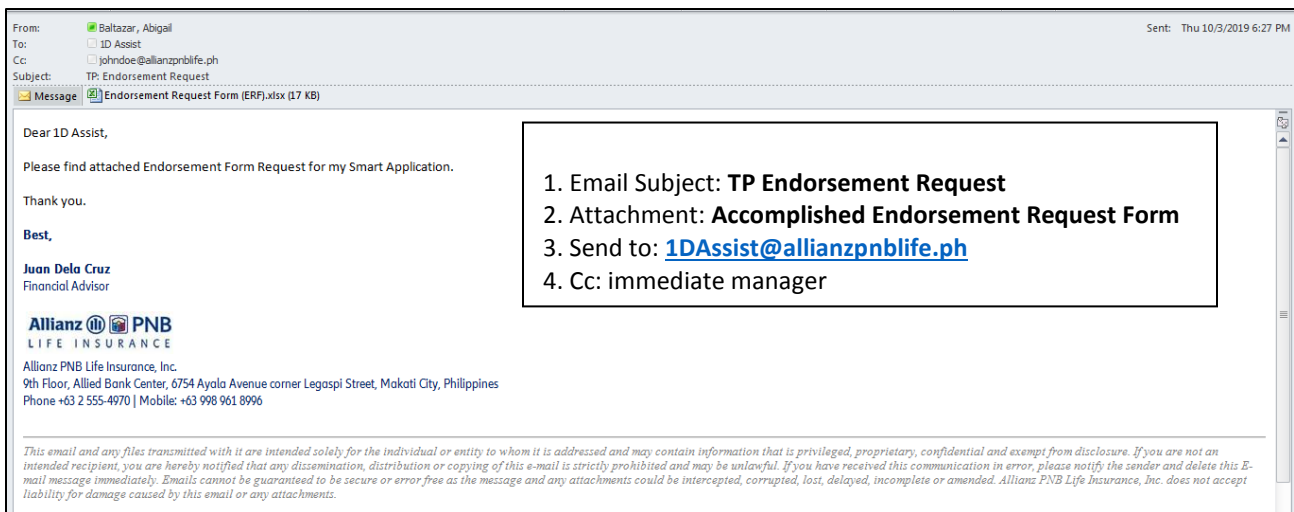 From: Baltazar, Abigail
Sent: Thu 10/3/2019 6:27 PM
To: 1D Assist
Cc: johndoe@allianzpnblife.ph
Subject: TP: Endorsement Request
Message Endorsement Request Form (ERF).xlsx (17 KB)
Dear 1D Assist,
Please find attached Endorsement Form Request for my Smart Application.
Thank you.
Best,
Juan Dela Cruz
Financial Advisor
Allianz PNB
LIFE INSURANCE
Allianz PNB Life Insurance, Inc.
9th Floor, Allied Bank Center, 6754 Ayala Avenue corner Legaspi Street, Makati City, Philippines
Phone +63 2 555-4970 | Mobile: +63 998 961 8996
1. Email Subject: TP Endorsement Request
2. Attachment: Accomplished Endorsement Request Form
3. Send to: 1DAssist@allianzpnblife.ph
4. Cc: immediate manager
This email and any files transmitted with it are intended solely for the individual or entity to whom it is addressed and may contain information that is privileged, proprietary, confidential and exempt from disclosure. If you are not an
intended recipient, you are hereby notified that any dissemination, distribution or copying of this e-mail is strictly prohibited and may be unlawful. If you have received this communication in error, please notify the sender and delete this E-
mail message immediately. Emails cannot be guaranteed to be secure or error free as the message and any attachments could be intercepted, corrupted, lost, delayed, incomplete or amended. Allianz PNB Life Insurance, Inc. does not accept
liability for damage caused by this email or any attachments.